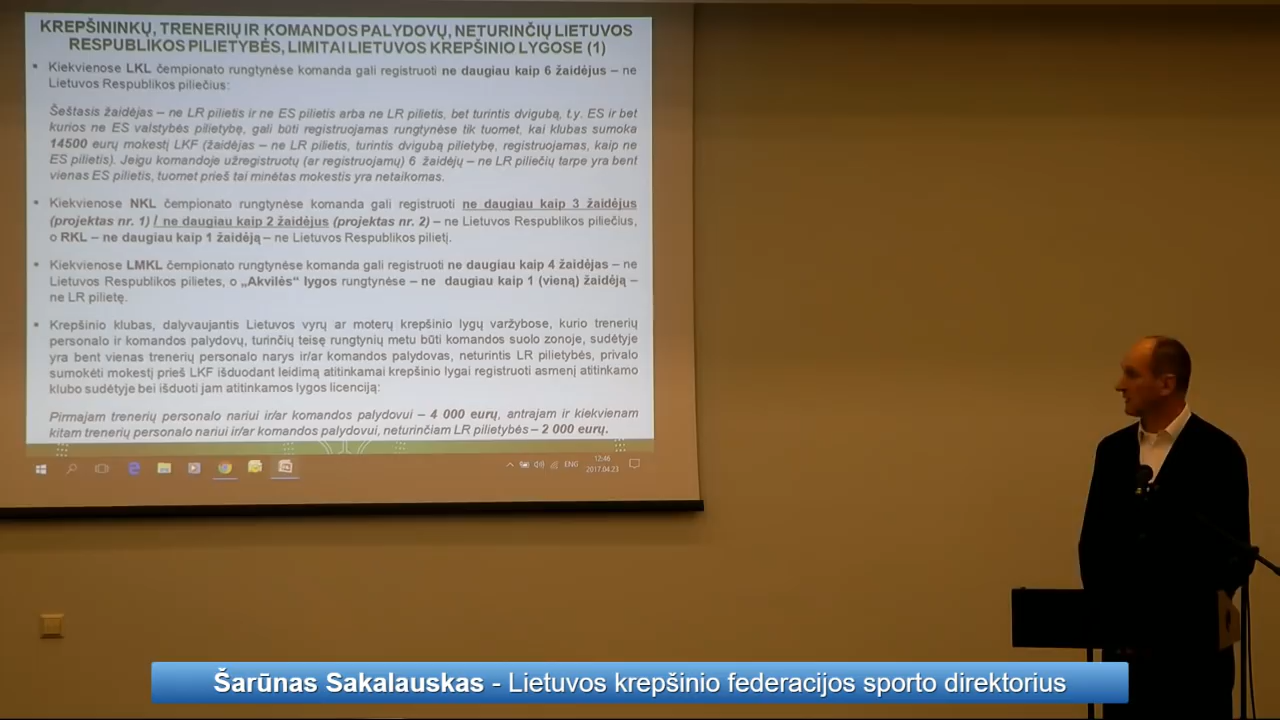 KREPŠININKŲ, TRENERIŲ IR KOMANDOS PALYDOVŲ, NETURINČIŲ LIETUVOS
RESPUBLIKOS PILIETYBĖS, LIMITAI LIETUVOS KREPŠINIO LYGOSE (1)
Kiekvienose LKL čempionato rungtynėse komanda gali registruoti ne daugiau kaip 6 žaidėjus – ne
Lietuvos Respublikos piliečius:
Šeštasis žaidėjas – ne LR pilietis ir ne ES pilietis arba ne LR pilietis, bet turintis dvigubą, t.y. ES ir bet
kurios ne ES valstybės pilietybę, gali būti registruojamas rungtynėse tik tuomet, kai klubas sumoka
14500 eurų mokestį LKF (žaidėjas – ne LR pilietis, turintis dvigubą pilietybę, registruojamas, kaip ne
ES pilietis). Jeigu komandoje užregistruotų (ar registruojamų) 6 žaidėjų – ne LR piliečių tarpe yra bent
vienas ES pilietis, tuomet prieš tai minėtas mokestis yra netaikomas.
Kiekvienose NKL čempionato rungtynėse komanda gali registruoti ne daugiau kaip 3 žaidėjus
(projektas nr. 1) / ne daugiau kaip 2 žaidėjus (projektas nr. 2) – ne Lietuvos Respublikos piliečius,
o RKL – ne daugiau kaip 1 žaidėją – ne Lietuvos Respublikos pilietį.
Kiekvienose LMKL čempionato rungtynėse komanda gali registruoti ne daugiau kaip 4 žaidėjas – ne
Lietuvos Respublikos pilietes, o „Akvilės“ lygos rungtynėse – ne daugiau kaip 1 (vieną) žaidėją –
ne LR pilietę.
Krepšinio klubas, dalyvaujantis Lietuvos vyrų ar moterų krepšinio lygų varžybose, kurio trenerių
personalo ir komandos palydovų, turinčių teisę rungtynių metu būti komandos suolo zonoje, sudėtyje
yra bent vienas trenerių personalo narys ir/ar komandos palydovas, neturintis LR pilietybės, privalo
sumokėti mokestį prieš LKF išduodant leidimą atitinkamai krepšinio lygai registruoti asmenį atitinkamo
klubo sudėtyje bei išduoti jam atitinkamos lygos licenciją:
Pirmajam trenerių personalo nariui ir/ar komandos palydovui – 4 000 eurų, antrajam ir kiekvienam
kitam trenerių personalo nariui ir/ar komandos palydovui, neturinčiam LR pilietybės – 2 000 eurų.
ENG
12:46
2017.04.23
Šarūnas Sakalauskas - Lietuvos krepšinio federacijos sporto direktorius